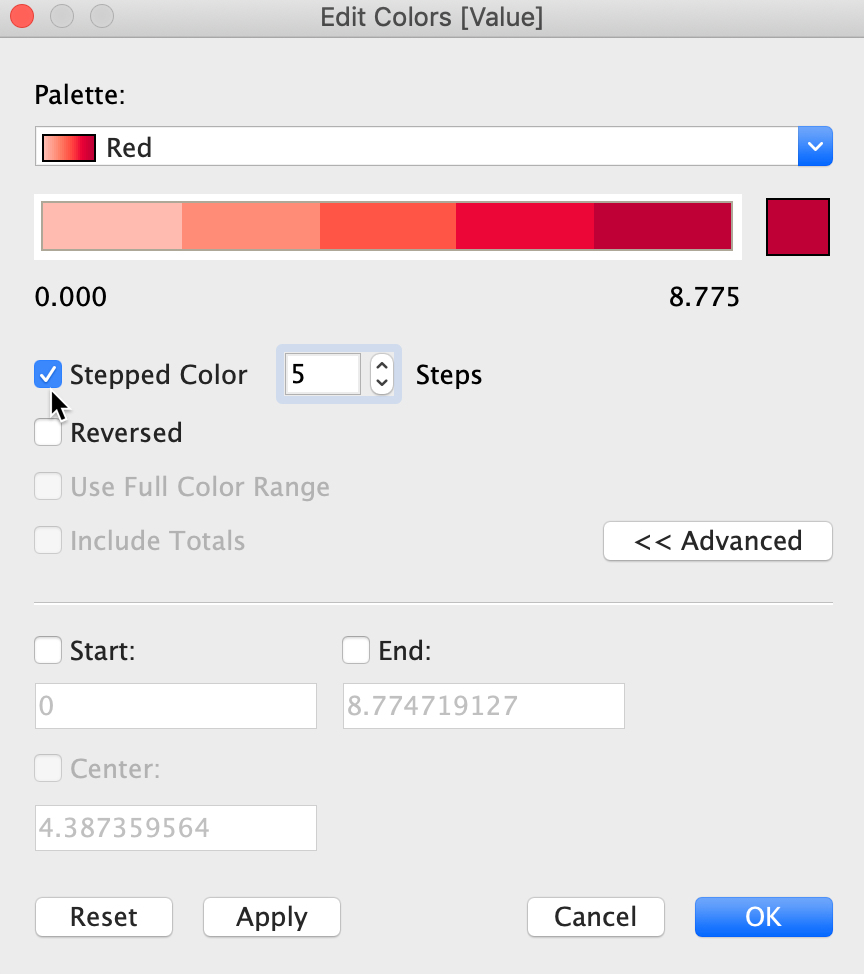 Edit Colors [Value]
Palette:
Red
0.000 8.775
Stepped Color 5 Steps
Reversed
Use Full Color Range
Include Totals << Advanced
Start: End:
0 8.774719127
Center:
4.387359564
Reset Apply Cancel OK